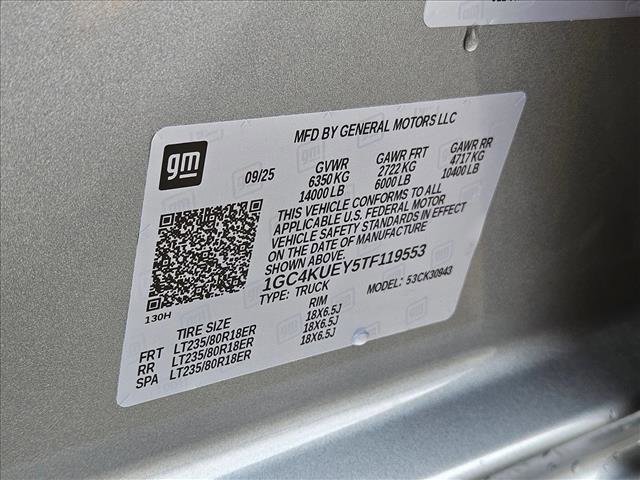 MFD BY GENERAL MOTORS LLC
gm
09/25
GVWR GAWR FRT GAWR RR
6350 KG 2722 KG 4717 KG
14000 LB 6000 LB 10400 LB
THIS VEHICLE CONFORMS TO ALL
APPLICABLE U.S. FEDERAL MOTOR
VEHICLE SAFETY STANDARDS IN EFFECT
ON THE DATE OF MANUFACTURE
SHOWN ABOVE.
1GC4KUEY5TF119553
TYPE: TRUCK MODEL: 53CK30943
130H
TIRE SIZE RIM
FRT LT235/80R18ER 18X6.5J
RR LT235/80R18ER 18X6.5J
SPA LT235/80R18ER 18X6.5J